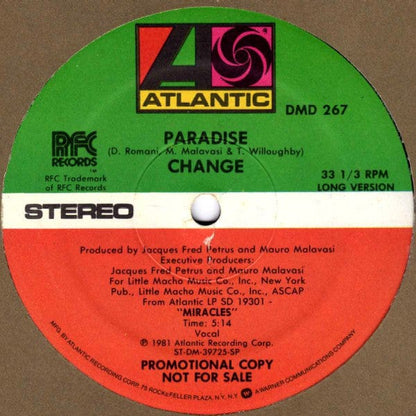 ATLANTIC
DMD 267
PARADISE
(D. Romani, M. Malavasi & T. Willoughby)
CHANGE
RFC
RECORDS
TM
RFC Trademark
of RFC Records
33 1/3 RPM
LONG VERSION
STEREO
Produced by Jacques Fred Petrus and Mauro Malavasi
Executive Producers:
Jacques Fred Petrus and Mauro Malavasi
For Little Macho Music Co., Inc., New York
Pub., Little Macho Music Co., Inc., ASCAP
From Atlantic LP SD 19301 -
"MIRACLES"
Time: 5:14
Vocal
℗ 1981 Atlantic Recording Corp.
ST-DM-39725-SP
PROMOTIONAL COPY
NOT FOR SALE
MFG. BY ATLANTIC RECORDING CORP. 75 ROCKEFELLER PLAZA, N.Y., N.Y. A WARNER COMMUNICATIONS COMPANY